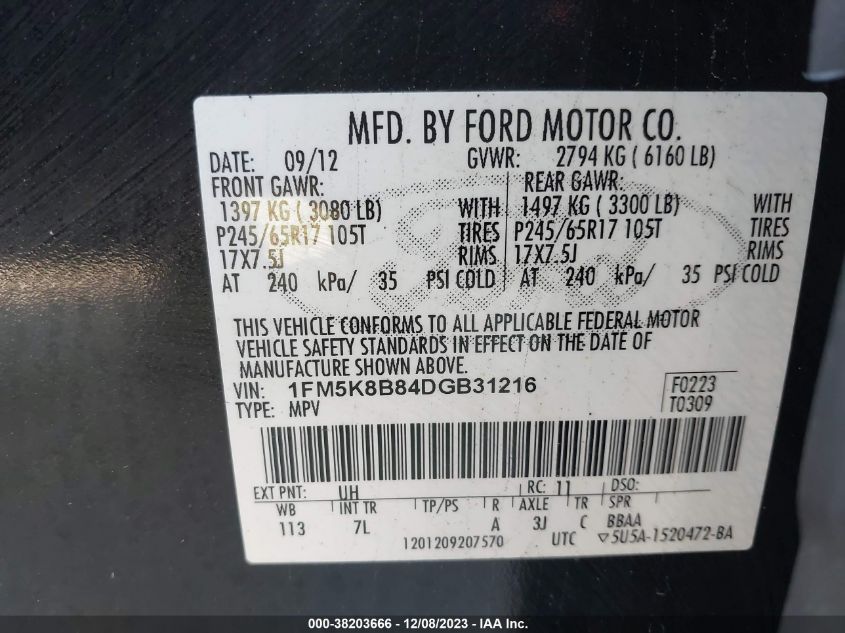 MFD. BY FORD MOTOR CO.
DATE: 09/12 GVWR: 2794 KG ( 6160 LB)
FRONT GAWR: REAR GAWR:
1397 KG ( 3080 LB) WITH 1497 KG ( 3300 LB) WITH
P245/65R17 105T TIRES P245/65R17 105T TIRES
17X7.5J RIMS 17X7.5J RIMS
AT 240 kPa/ 35 PSI COLD AT 240 kPa/ 35 PSI COLD
THIS VEHICLE CONFORMS TO ALL APPLICABLE FEDERAL MOTOR
VEHICLE SAFETY STANDARDS IN EFFECT ON THE DATE OF
MANUFACTURE SHOWN ABOVE.
VIN: 1FM5K8B84DGB31216 F0223
TYPE: MPV T0309
EXT PNT: UH RC: 11 DSO:
WB INT TR TP/PS R AXLE TR SPR
113 7L A 3J C BBAA
1201209207570 UTC ▽5U5A-1520472-BA
000-38203666 - 12/08/2023 - IAA Inc.